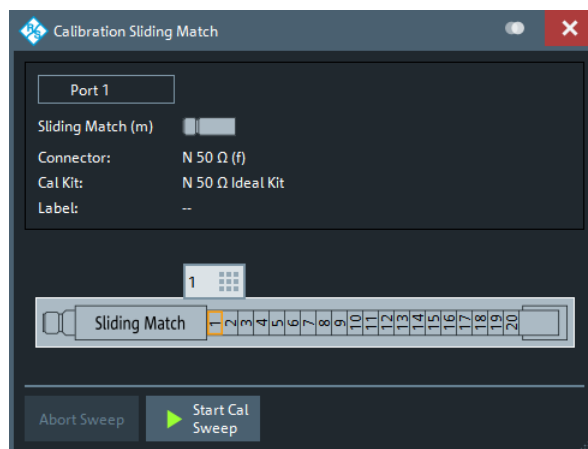 Calibration Sliding Match
Port 1
Sliding Match (m)
Connector: N 50 Ω (f)
Cal Kit: N 50 Ω Ideal Kit
Label: --
1
Sliding Match 1 2 3 4 5 6 7 8 9 10 11 12 13 14 15 16 17 18 19 20
Abort Sweep
Start Cal
Sweep